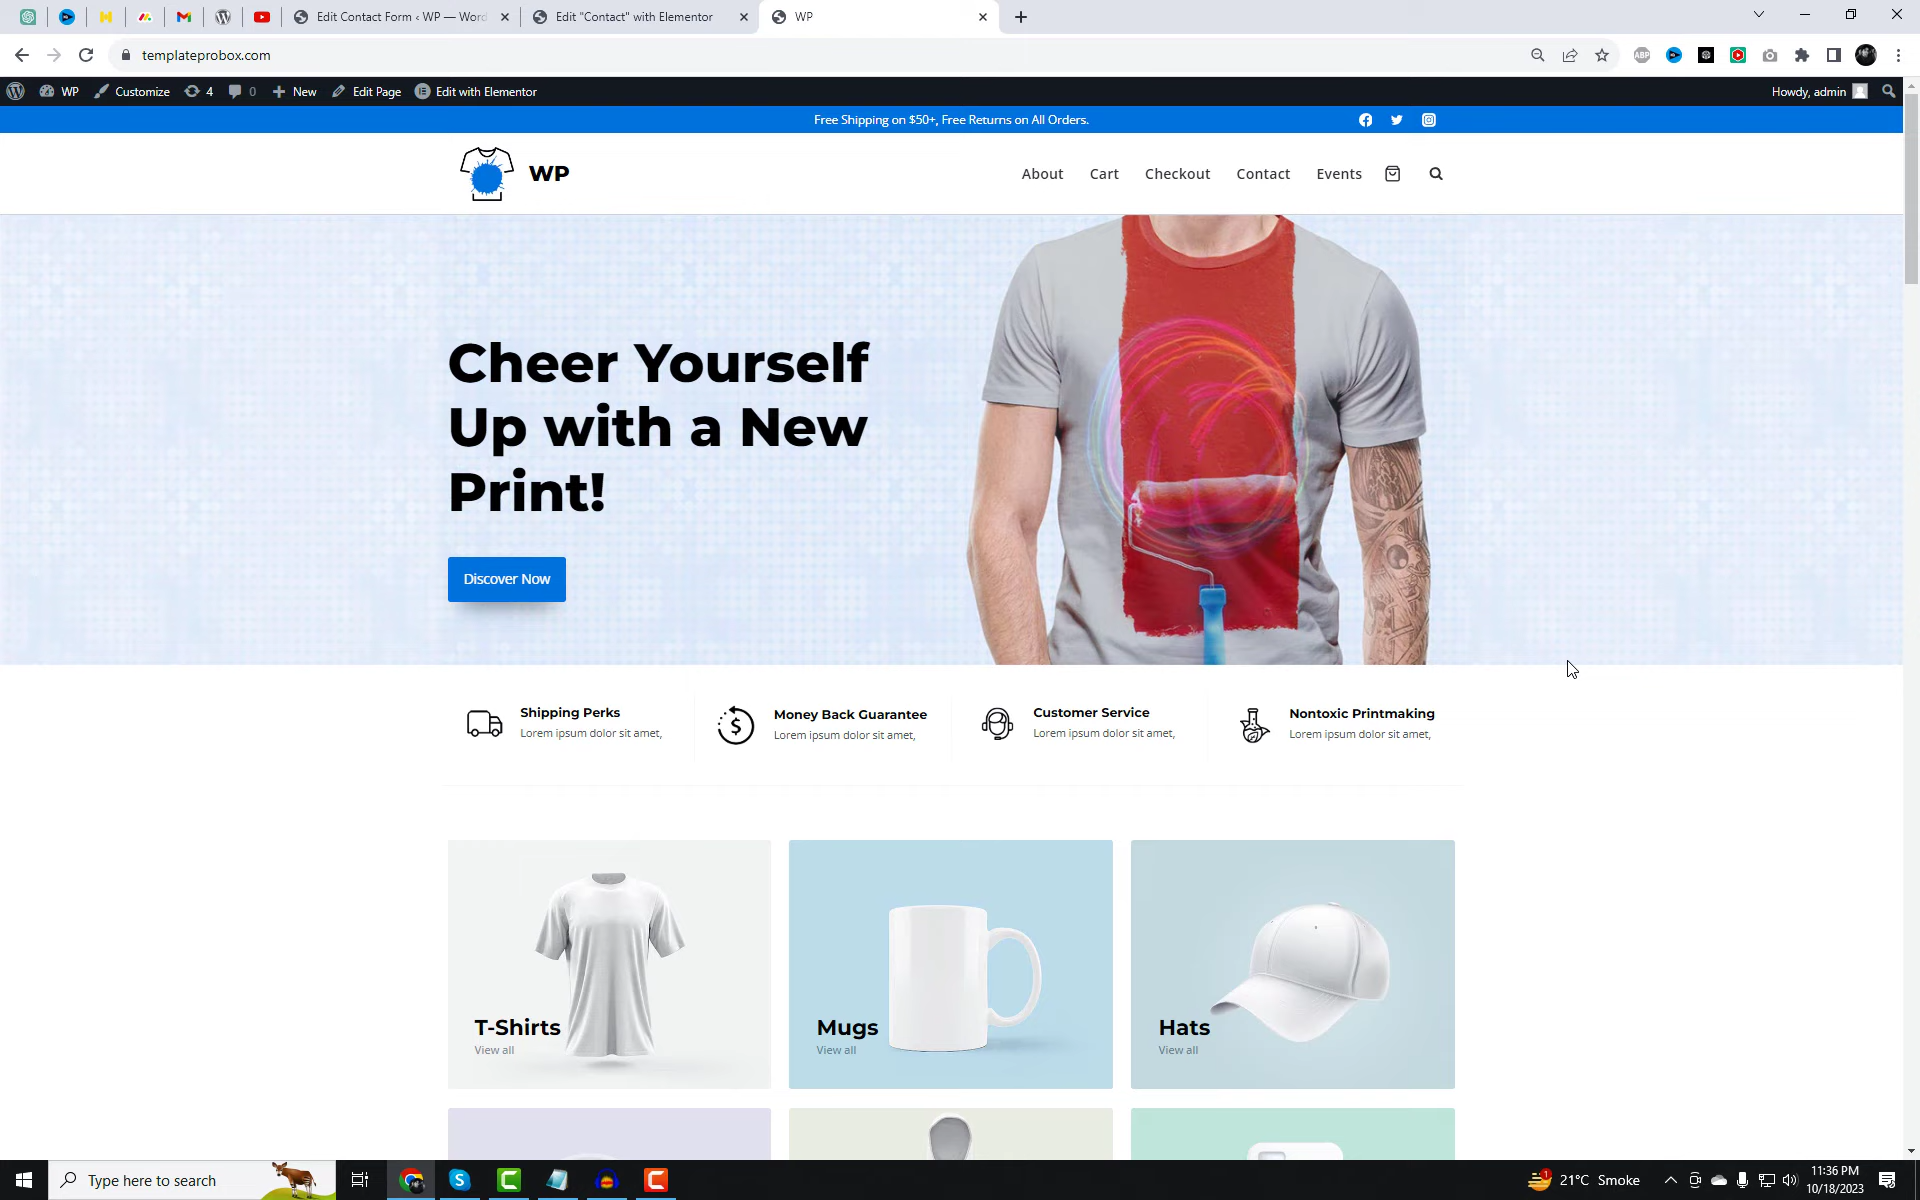 Edit Contact Form ‹ WP — Word
Edit "Contact" with Elementor
WP
templateprobox.com
ABP
WP
Customize
4
0
New
Edit Page
Edit with Elementor
Howdy, admin
Free Shipping on $50+, Free Returns on All Orders.
WP
About
Cart
Checkout
Contact
Events
Cheer Yourself
Up with a New
Print!
Discover Now
Shipping Perks
Lorem ipsum dolor sit amet,
Money Back Guarantee
Lorem ipsum dolor sit amet,
Customer Service
Lorem ipsum dolor sit amet,
Nontoxic Printmaking
Lorem ipsum dolor sit amet,
T-Shirts
View all
Mugs
View all
Hats
View all
Type here to search
1
21°C Smoke
11:36 PM
10/18/2023